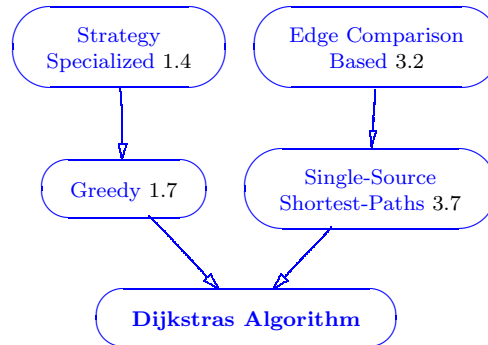 Strategy
Specialized 1.4
Edge Comparison
Based 3.2
Greedy 1.7
Single-Source
Shortest-Paths 3.7
Dijkstras Algorithm